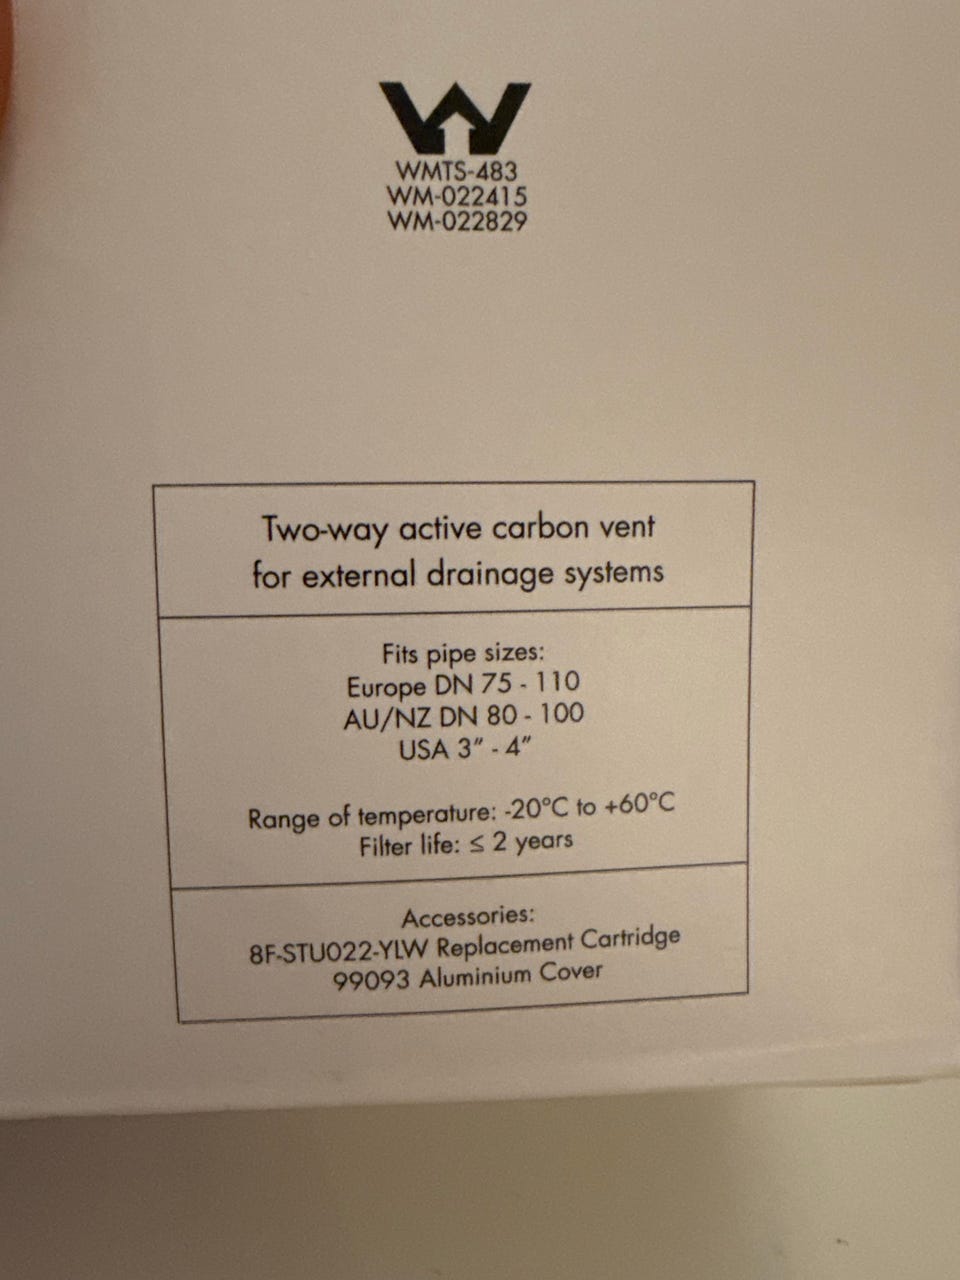 WMTS-483
WM-022415
WM-022829
Two-way active carbon vent
for external drainage systems
Fits pipe sizes:
Europe DN 75 - 110
AU/NZ DN 80 - 100
USA 3″ - 4″
Range of temperature: -20°C to +60°C
Filter life: ≤ 2 years
Accessories:
8F-STU022-YLW Replacement Cartridge
99093 Aluminium Cover